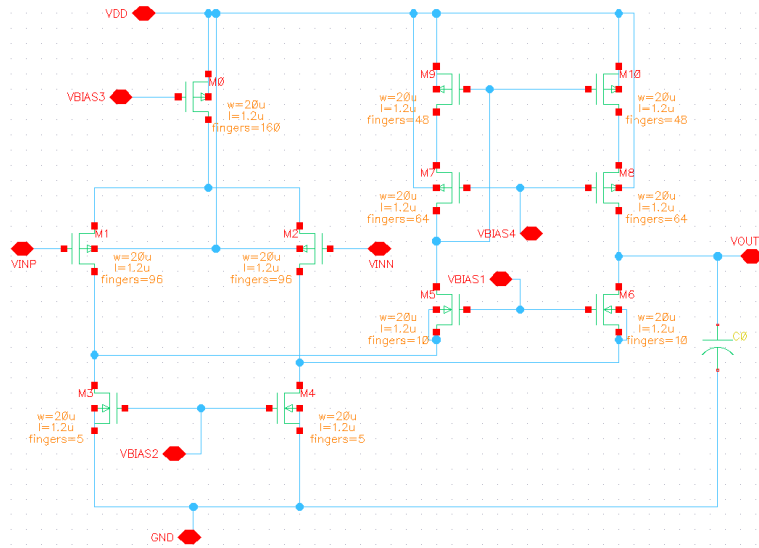 VDD
M0
VBIAS3
w=20u
l=1.2u
fingers=160
M9
w=20u
l=1.2u
fingers=48
M10
w=20u
l=1.2u
fingers=48
M7
w=20u
l=1.2u
fingers=64
M8
w=20u
l=1.2u
fingers=64
VBIAS4
M1
w=20u
l=1.2u
fingers=96
VINP
M2
w=20u
l=1.2u
fingers=96
VINN
VOUT
VBIAS1
M5
w=20u
l=1.2u
fingers=10
M6
w=20u
l=1.2u
fingers=10
C0
M3
w=20u
l=1.2u
fingers=5
M4
w=20u
l=1.2u
fingers=5
VBIAS2
GND